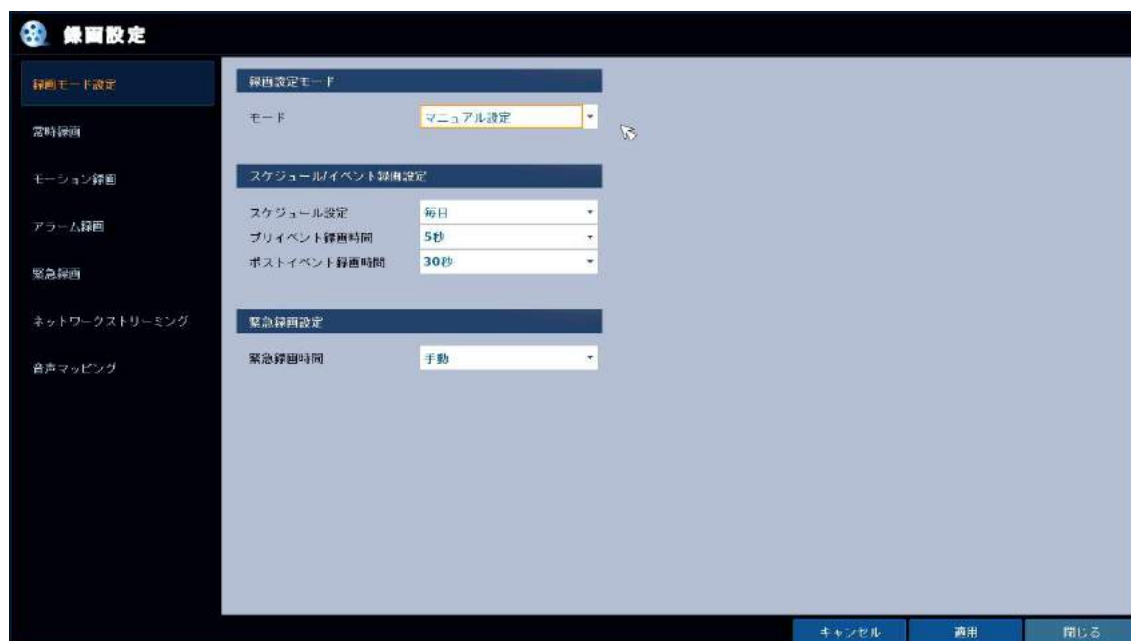 録画設定
録画モード設定
常時録画
モーション録画
アラーム録画
緊急録画
ネットワークストリーミング
音声マッピング
録画設定モード
モード マニュアル設定
スケジュール/イベント録画設定
スケジュール設定 毎日
プリイベント録画時間 5秒
ポストイベント録画時間 30秒
緊急録画設定
緊急録画時間 手動
キャンセル 適用 閉じる